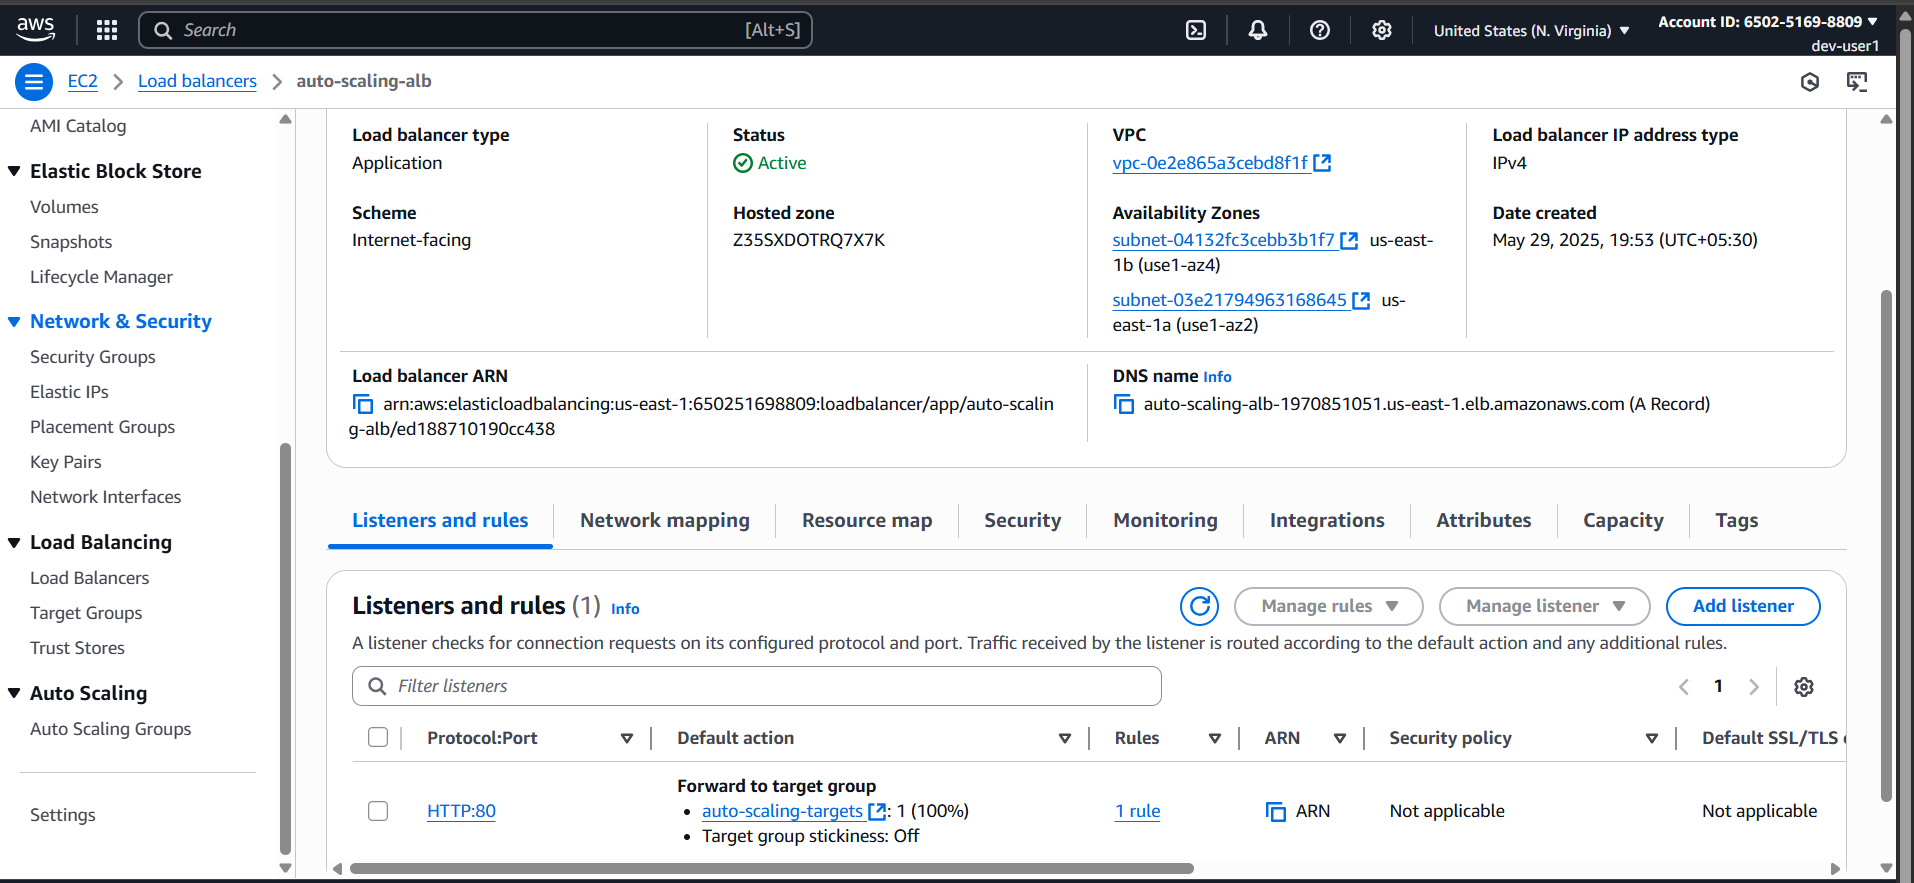 aws
Search
[Alt+S]
United States (N. Virginia)
Account ID: 6502-5169-8809
dev-user1
EC2
Load balancers
auto-scaling-alb
AMI Catalog
Elastic Block Store
Volumes
Snapshots
Lifecycle Manager
Network & Security
Security Groups
Elastic IPs
Placement Groups
Key Pairs
Network Interfaces
Load Balancing
Load Balancers
Target Groups
Trust Stores
Auto Scaling
Auto Scaling Groups
Settings
Load balancer type
Application
Status
Active
VPC
vpc-0e2e865a3cebd8f1f
Load balancer IP address type
IPv4
Scheme
Internet-facing
Hosted zone
Z35SXDOTRQ7X7K
Availability Zones
subnet-04132fc3cebb3b1f7 us-east-
1b (use1-az4)
subnet-03e21794963168645 us-
east-1a (use1-az2)
Date created
May 29, 2025, 19:53 (UTC+05:30)
Load balancer ARN
arn:aws:elasticloadbalancing:us-east-1:650251698809:loadbalancer/app/auto-scalin
g-alb/ed188710190cc438
DNS name Info
auto-scaling-alb-1970851051.us-east-1.elb.amazonaws.com (A Record)
Listeners and rules
Network mapping
Resource map
Security
Monitoring
Integrations
Attributes
Capacity
Tags
Listeners and rules (1) Info
Manage rules
Manage listener
Add listener
A listener checks for connection requests on its configured protocol and port. Traffic received by the listener is routed according to the default action and any additional rules.
Filter listeners
1
Protocol:Port
Default action
Rules
ARN
Security policy
Default SSL/TLS
HTTP:80
Forward to target group
• auto-scaling-targets : 1 (100%)
• Target group stickiness: Off
1 rule
ARN
Not applicable
Not applicable